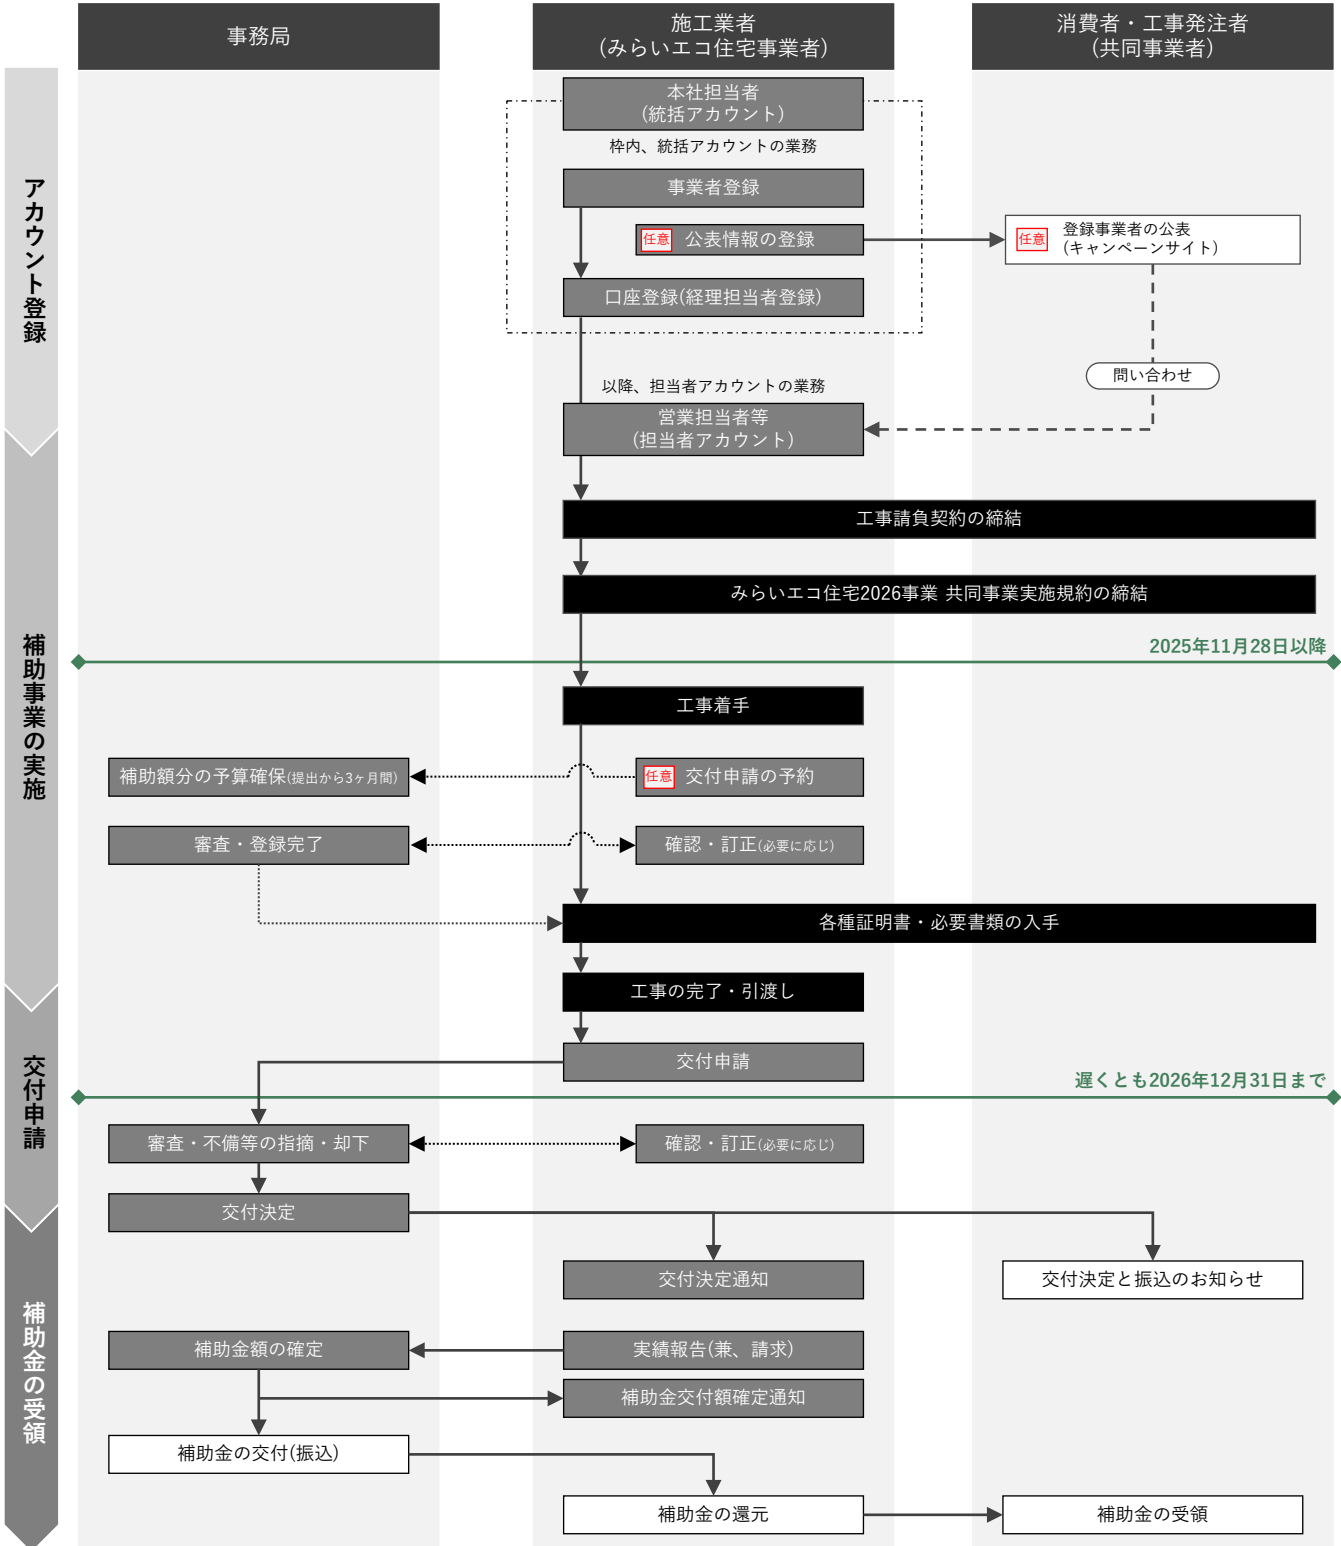 事務局
施工業者
(みらいエコ住宅事業者)
消費者・工事発注者
(共同事業者)
アカウント登録
本社担当者
(統括アカウント)
枠内、統括アカウントの業務
事業者登録
任意 公表情報の登録
任意 登録事業者の公表
(キャンペーンサイト)
口座登録(経理担当者登録)
問い合わせ
以降、担当者アカウントの業務
営業担当者等
(担当者アカウント)
補助事業の実施
工事請負契約の締結
みらいエコ住宅2026事業 共同事業実施規約の締結
2025年11月28日以降
工事着手
補助額分の予算確保(提出から3ヶ月間)
任意 交付申請の予約
審査・登録完了
確認・訂正(必要に応じ)
各種証明書・必要書類の入手
工事の完了・引渡し
交付申請
交付申請
遅くとも2026年12月31日まで
審査・不備等の指摘・却下
確認・訂正(必要に応じ)
交付決定
補助金の受領
交付決定通知
交付決定と振込のお知らせ
補助金額の確定
実績報告(兼、請求)
補助金交付額確定通知
補助金の交付(振込)
補助金の還元
補助金の受領